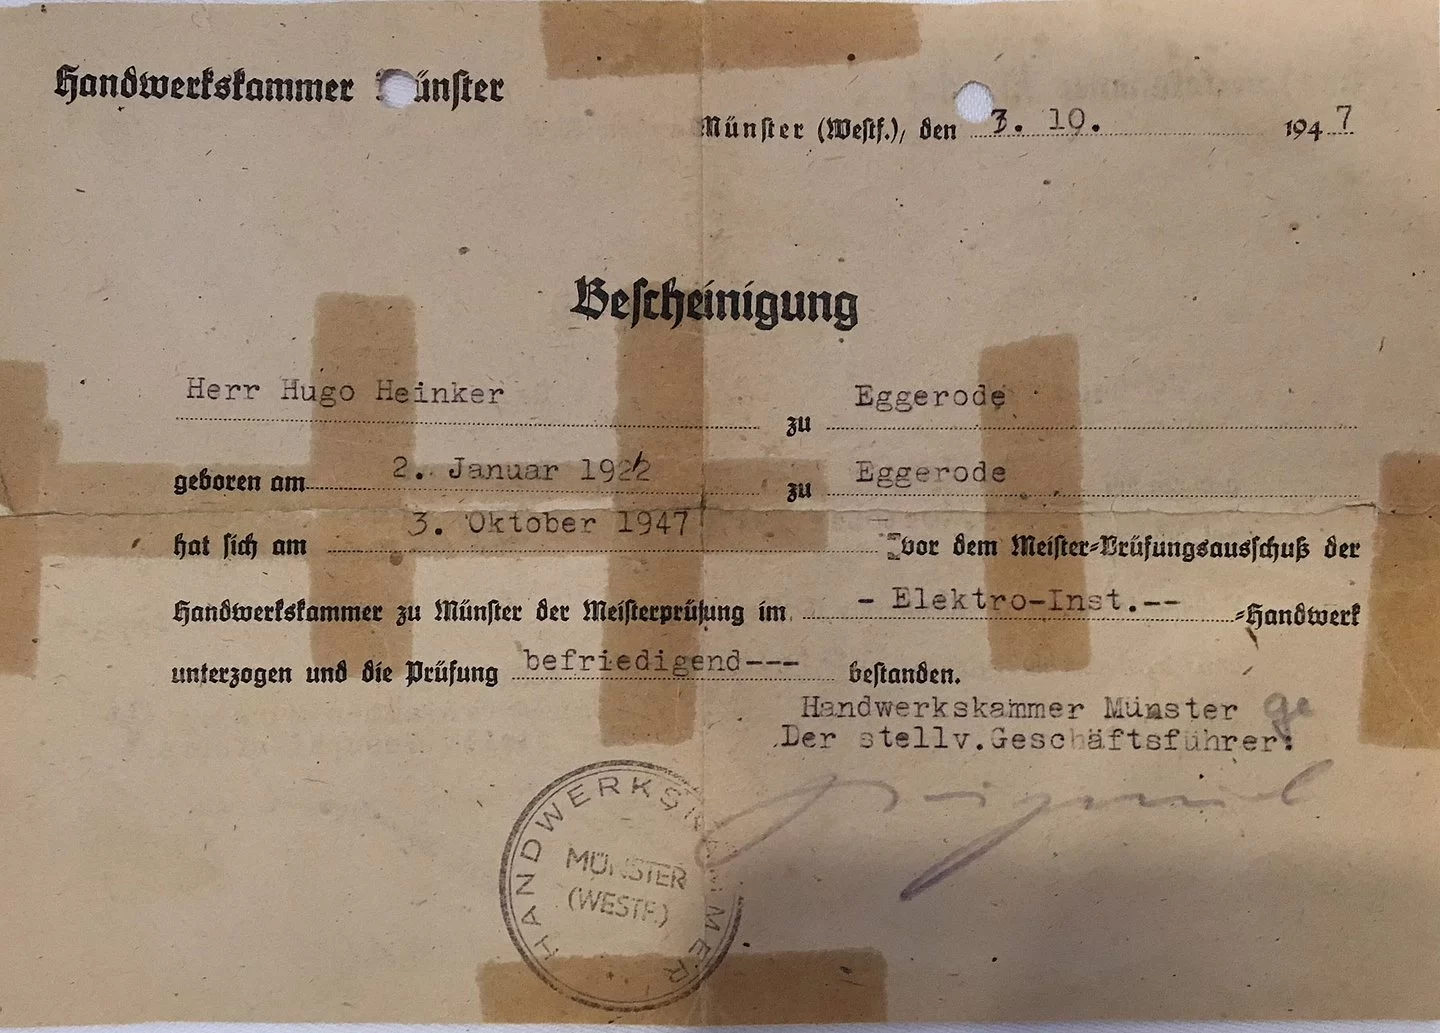 Handwerkskammer Münster
Münster (Westf.), den 3. 10. 1947
Bescheinigung
Herr Hugo Heinker zu Eggerode
geboren am 2. Januar 1922 zu Eggerode
hat sich am 3. Oktober 1947 vor dem Meister-Prüfungsausschuß der
Handwerkskammer zu Münster der Meisterprüfung im - Elektro-Inst.-- -Handwerk
unterzogen und die Prüfung befriedigend--- bestanden.
Handwerkskammer Münster
Der stellv.Geschäftsführer:
HANDWERKSKAMMER
MÜNSTER
(WESTF.)